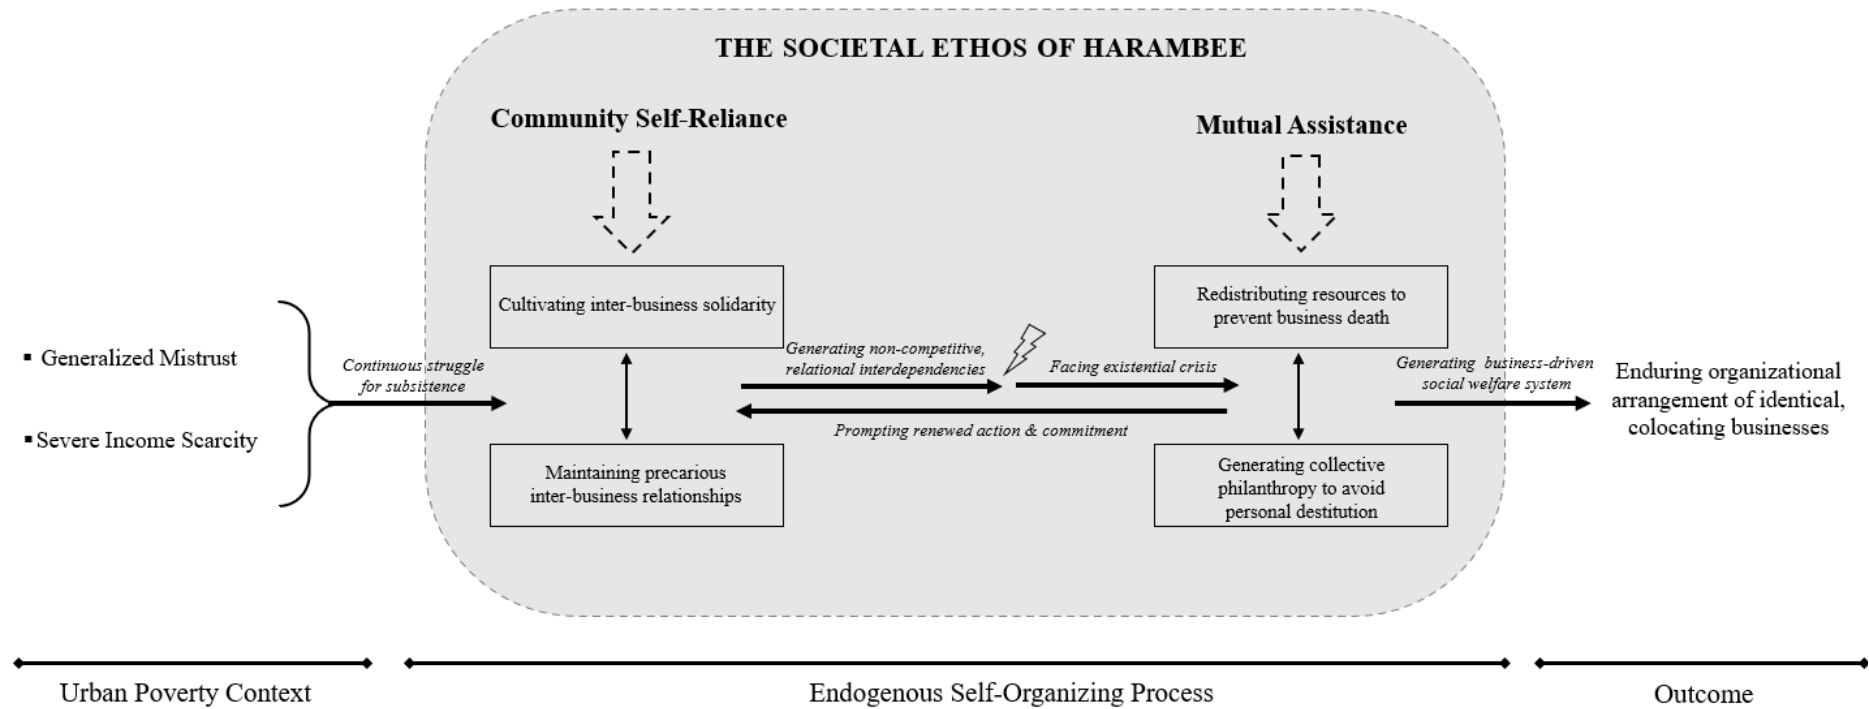 THE SOCIETAL ETHOS OF HARAMBEE
Community Self-Reliance
Mutual Assistance
▪ Generalized Mistrust
▪ Severe Income Scarcity
Continuous struggle
for subsistence
Cultivating inter-business solidarity
Maintaining precarious
inter-business relationships
Generating non-competitive,
relational interdependencies
Facing existential crisis
Prompting renewed action & commitment
Redistributing resources to
prevent business death
Generating collective
philanthropy to avoid
personal destitution
Generating business-driven
social welfare system
Enduring organizational
arrangement of identical,
colocating businesses
Urban Poverty Context
Endogenous Self-Organizing Process
Outcome